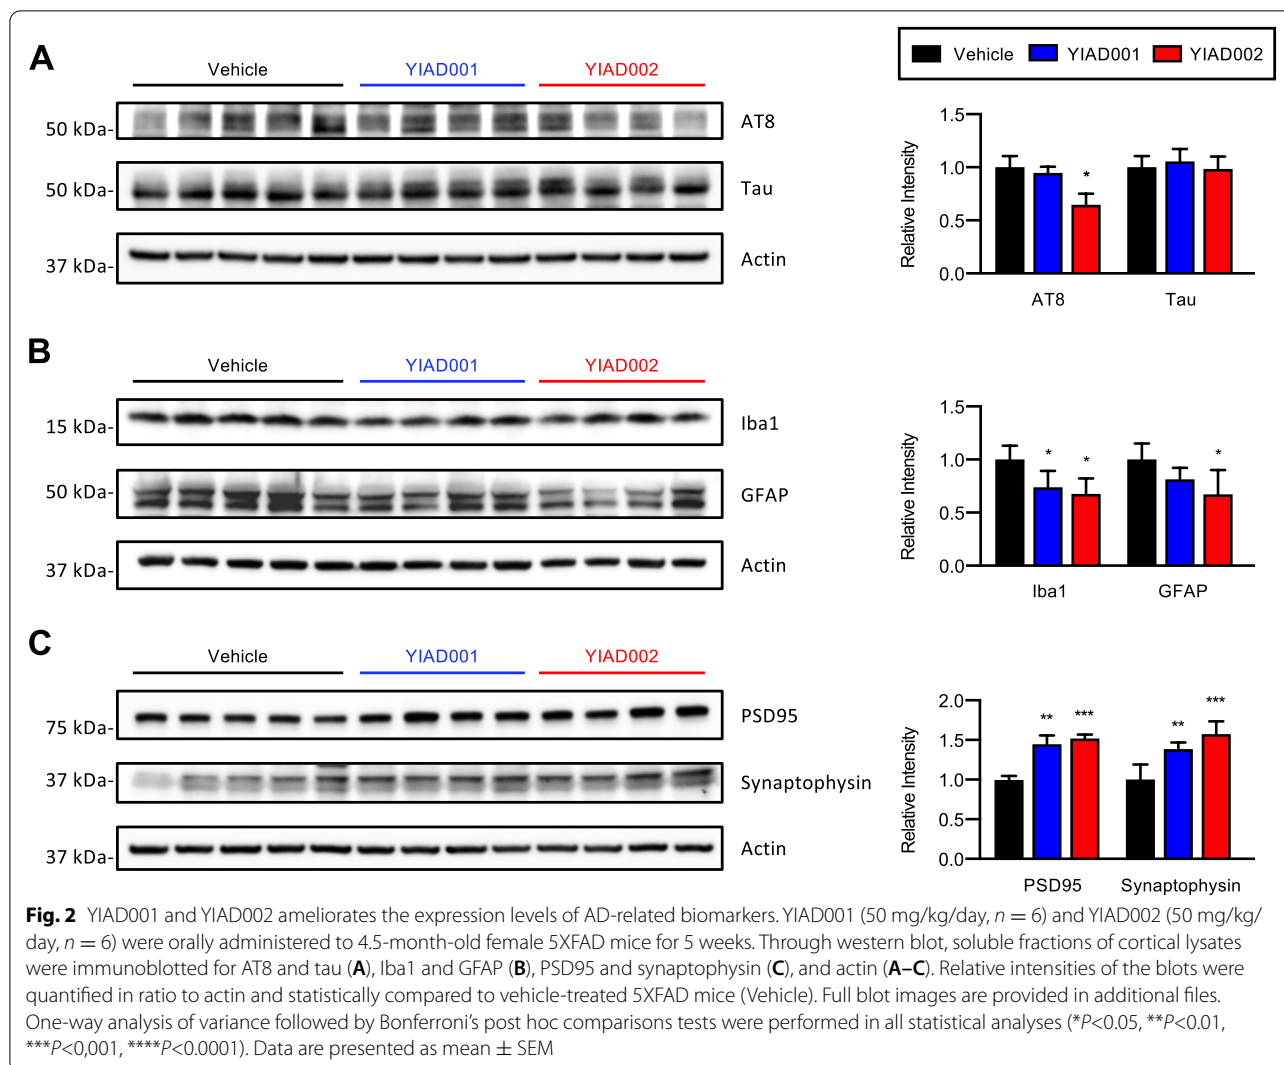 A
Vehicle YIAD001 YIAD002
50 kDa- AT8
50 kDa- Tau
37 kDa- Actin
Vehicle YIAD001 YIAD002
1.5
1.0
0.5
0.0
Relative Intensity
*
AT8 Tau
B
Vehicle YIAD001 YIAD002
15 kDa- Iba1
50 kDa- GFAP
37 kDa- Actin
1.5
1.0
0.5
0.0
Relative Intensity
* * *
Iba1 GFAP
C
Vehicle YIAD001 YIAD002
75 kDa- PSD95
37 kDa- Synaptophysin
37 kDa- Actin
2.0
1.5
1.0
0.5
0.0
Relative Intensity
** *** ** ***
PSD95 Synaptophysin
Fig. 2 YIAD001 and YIAD002 ameliorates the expression levels of AD-related biomarkers. YIAD001 (50 mg/kg/day, n = 6) and YIAD002 (50 mg/kg/
day, n = 6) were orally administered to 4.5-month-old female 5XFAD mice for 5 weeks. Through western blot, soluble fractions of cortical lysates
were immunoblotted for AT8 and tau (A), Iba1 and GFAP (B), PSD95 and synaptophysin (C), and actin (A–C). Relative intensities of the blots were
quantified in ratio to actin and statistically compared to vehicle-treated 5XFAD mice (Vehicle). Full blot images are provided in additional files.
One-way analysis of variance followed by Bonferroni's post hoc comparisons tests were performed in all statistical analyses (*P<0.05, **P<0.01,
***P<0,001, ****P<0.0001). Data are presented as mean ± SEM